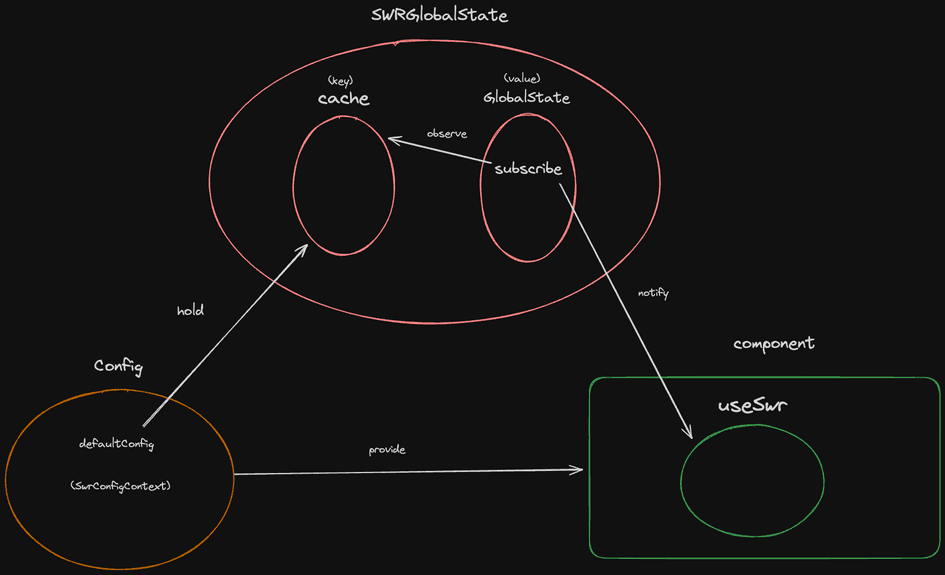 SWRGlobalState
(key)
cache
(value)
GlobalState
observe
subscribe
hold
notify
component
Config
useSwr
defaultConfig
provide
(SwrConfigContext)